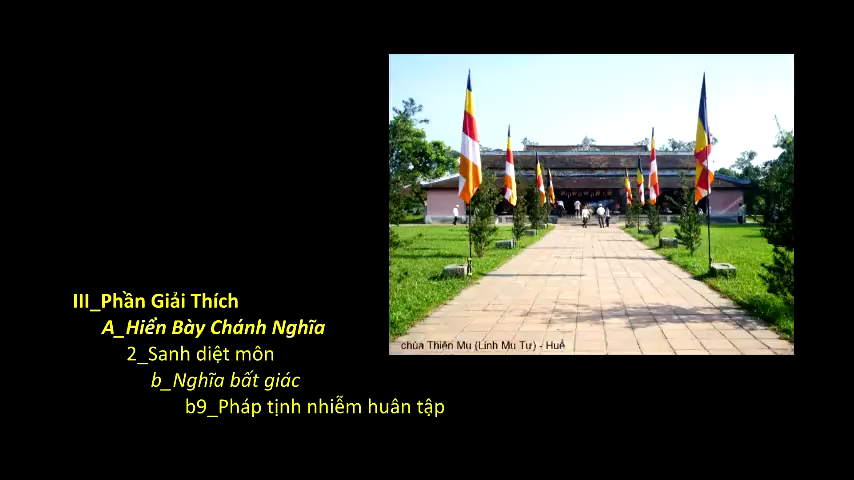 chùa Thiên Mụ (Linh Mụ Tự) - Huế
III_Phần Giải Thích
A_Hiển Bày Chánh Nghĩa
2_Sanh diệt môn
b_Nghĩa bất giác
b9_Pháp tịnh nhiễm huân tập